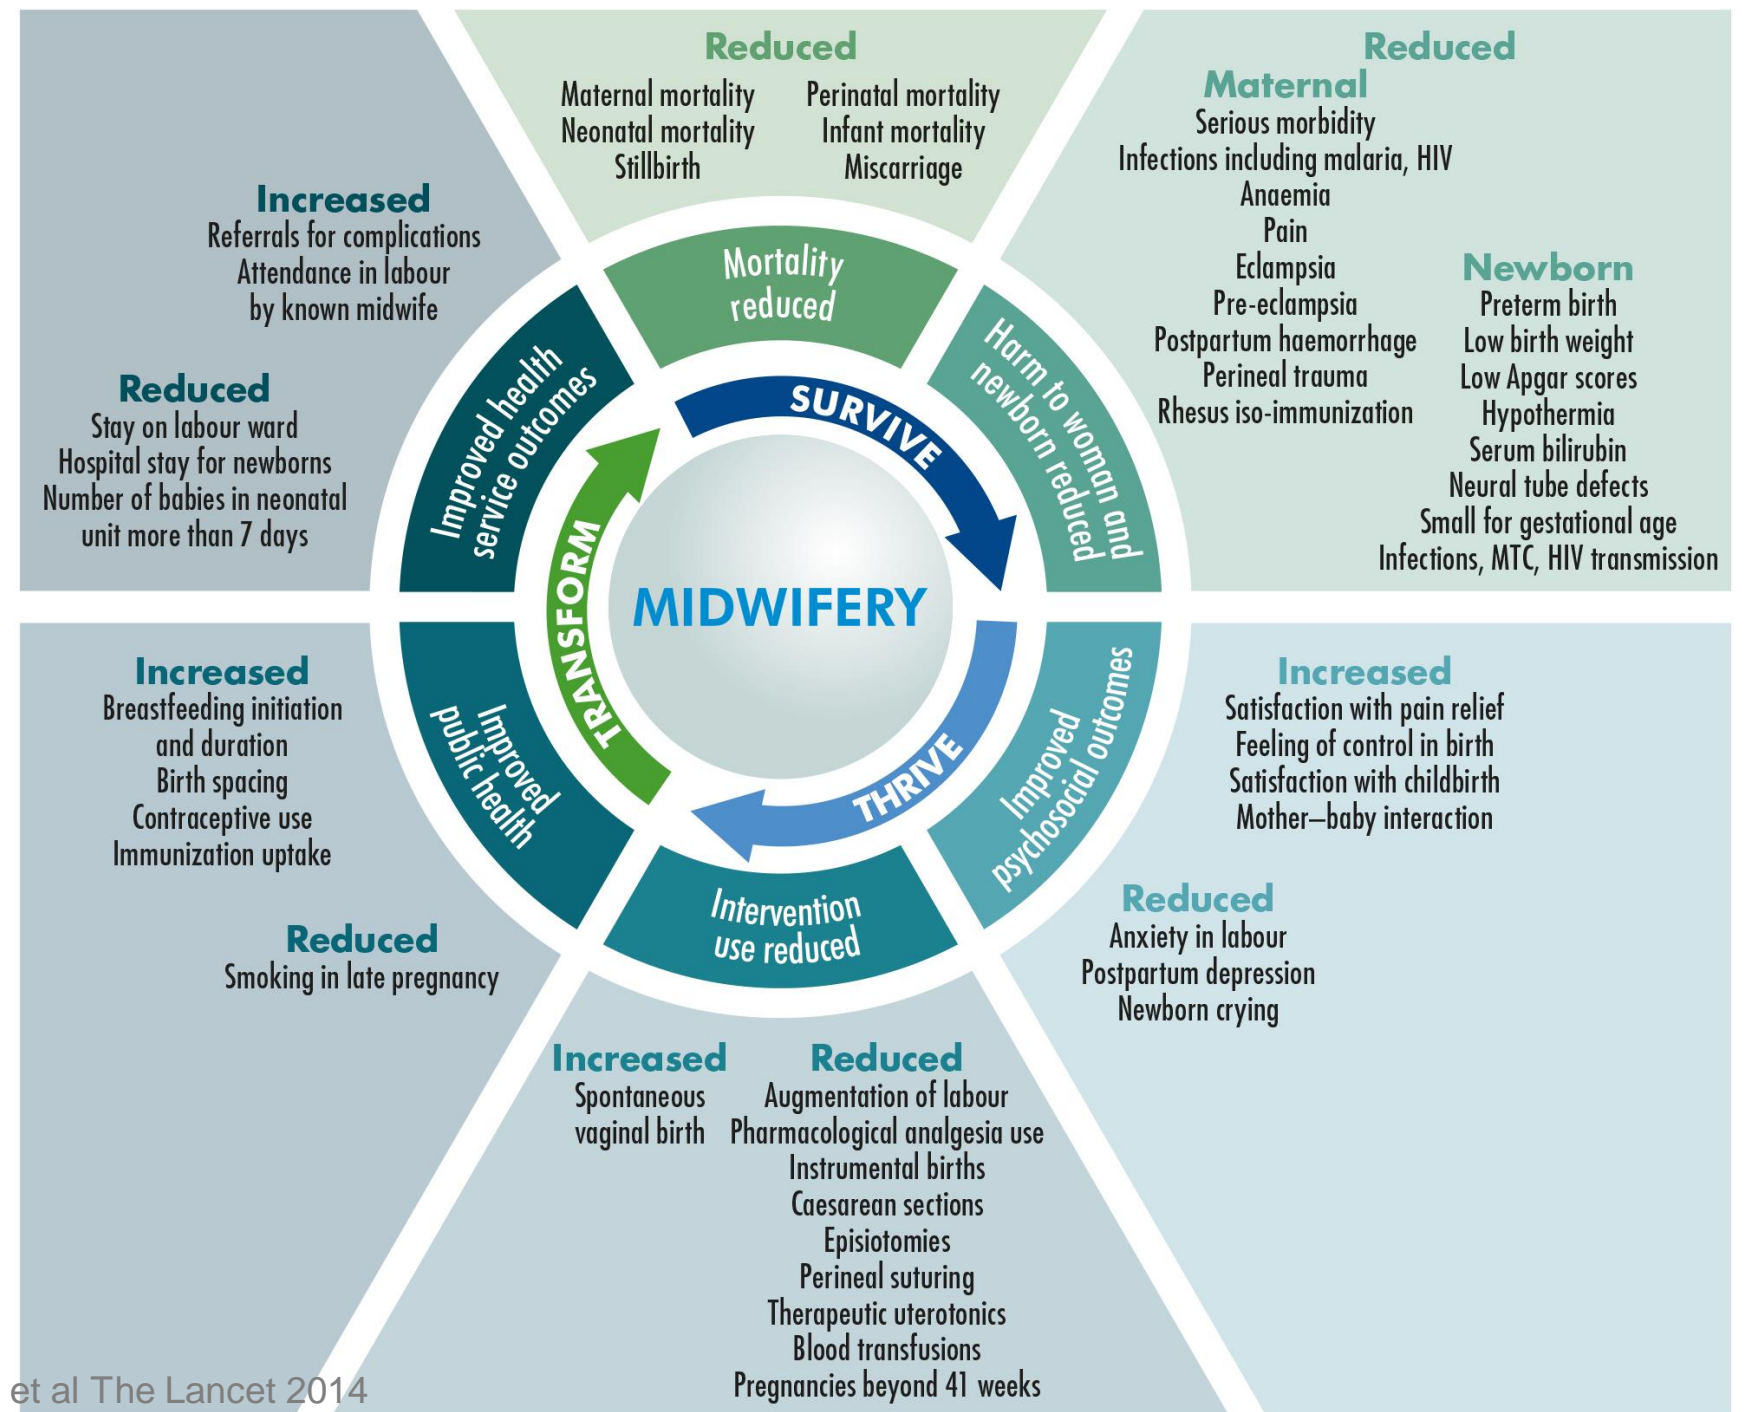 Reduced
Maternal mortality
Neonatal mortality
Stillbirth
Perinatal mortality
Infant mortality
Miscarriage
Reduced
Maternal
Serious morbidity
Infections including malaria, HIV
Anaemia
Pain
Eclampsia
Pre-eclampsia
Postpartum haemorrhage
Perineal trauma
Rhesus iso-immunization
Newborn
Preterm birth
Low birth weight
Low Apgar scores
Hypothermia
Serum bilirubin
Neural tube defects
Small for gestational age
Infections, MTC, HIV transmission
Increased
Referrals for complications
Attendance in labour
by known midwife
Reduced
Stay on labour ward
Hospital stay for newborns
Number of babies in neonatal
unit more than 7 days
Mortality
reduced
Harm to woman and
newborn reduced
Improved health
service outcomes
SURVIVE
TRANSFORM
MIDWIFERY
THRIVE
Improved
public health
Improved
psychosocial outcomes
Intervention
use reduced
Increased
Breastfeeding initiation
and duration
Birth spacing
Contraceptive use
Immunization uptake
Reduced
Smoking in late pregnancy
Increased
Satisfaction with pain relief
Feeling of control in birth
Satisfaction with childbirth
Mother–baby interaction
Reduced
Anxiety in labour
Postpartum depression
Newborn crying
Increased
Spontaneous
vaginal birth
Reduced
Augmentation of labour
Pharmacological analgesia use
Instrumental births
Caesarean sections
Episiotomies
Perineal suturing
Therapeutic uterotonics
Blood transfusions
Pregnancies beyond 41 weeks
et al The Lancet 2014